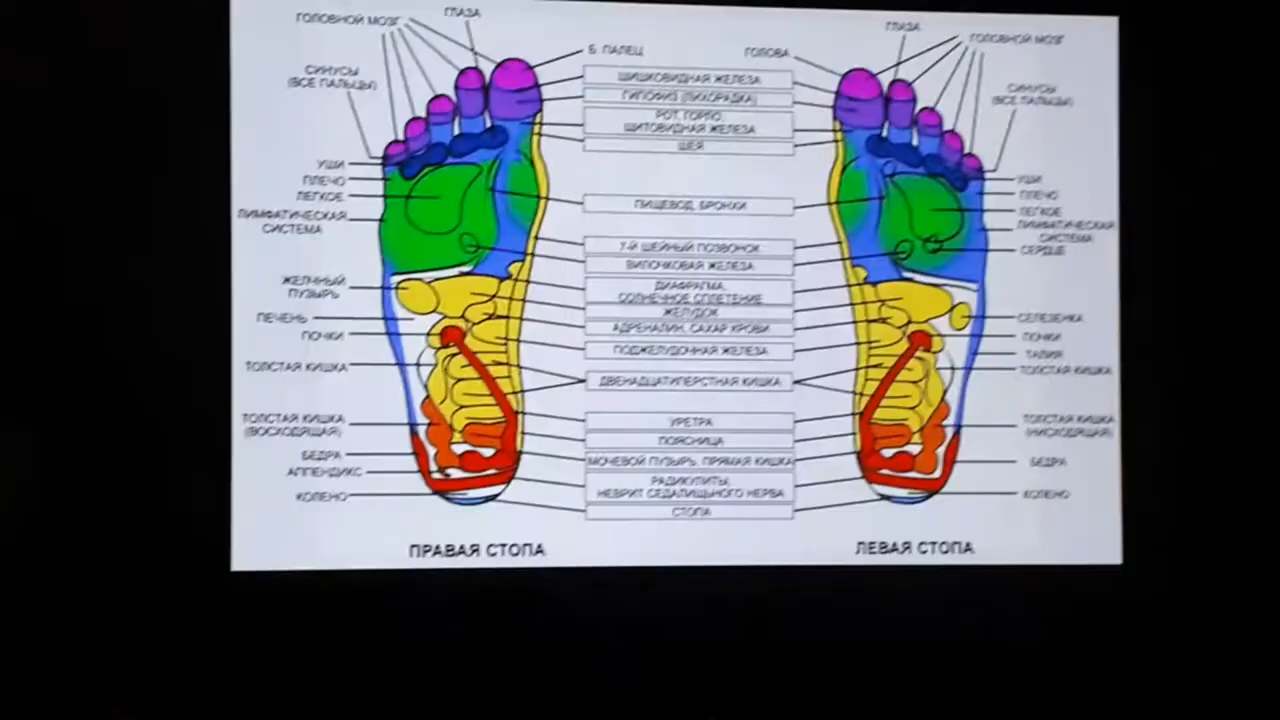 ГОЛОВНОЙ МОЗГ
ГЛАЗА
СИНУСЫ
(ВСЕ ПАЛЬЦЫ)
УШИ
ПЛЕЧО
ЛЕГКОЕ
ЛИМФАТИЧЕСКАЯ
СИСТЕМА
ЖЕЛЧНЫЙ
ПУЗЫРЬ
ПЕЧЕНЬ
ПОЧКИ
ТОЛСТАЯ КИШКА
ТОЛСТАЯ КИШКА
(ВОСХОДЯЩАЯ)
БЕДРА
АППЕНДИКС
КОЛЕНО
ПРАВАЯ СТОПА
Б. ПАЛЕЦ
ГОЛОВА
ШИШКОВИДНАЯ ЖЕЛЕЗА
ГИПОФИЗ (ЛИХОРАДКА)
РОТ, ГОРЛО,
ЩИТОВИДНАЯ ЖЕЛЕЗА
ШЕЯ
ПИЩЕВОД, БРОНХИ
7-Й ШЕЙНЫЙ ПОЗВОНОК
ВИЛОЧКОВАЯ ЖЕЛЕЗА
ДИАФРАГМА,
СОЛНЕЧНОЕ СПЛЕТЕНИЕ
ЖЕЛУДОК
АДРЕНАЛИН, САХАР КРОВИ
ПОДЖЕЛУДОЧНАЯ ЖЕЛЕЗА
ДВЕНАДЦАТИПЕРСТНАЯ КИШКА
УРЕТРА
ПОЯСНИЦА
МОЧЕВОЙ ПУЗЫРЬ, ПРЯМАЯ КИШКА
РАДИКУЛИТЫ,
НЕВРИТ СЕДАЛИЩЬНОГО НЕРВА
СТОПА
ГЛАЗА
ГОЛОВНОЙ МОЗГ
СИНУСЫ
(ВСЕ ПАЛЬЦЫ)
УШИ
ПЛЕЧО
ЛЕГКОЕ
ЛИМФАТИЧЕСКАЯ
СИСТЕМА
СЕРДЦЕ
СЕЛЕЗЕНКА
ПОЧКИ
ТАЛИЯ
ТОЛСТАЯ КИШКА
ТОЛСТАЯ КИШКА
(НИСХОДЯЩАЯ)
БЕДРА
КОЛЕНО
ЛЕВАЯ СТОПА